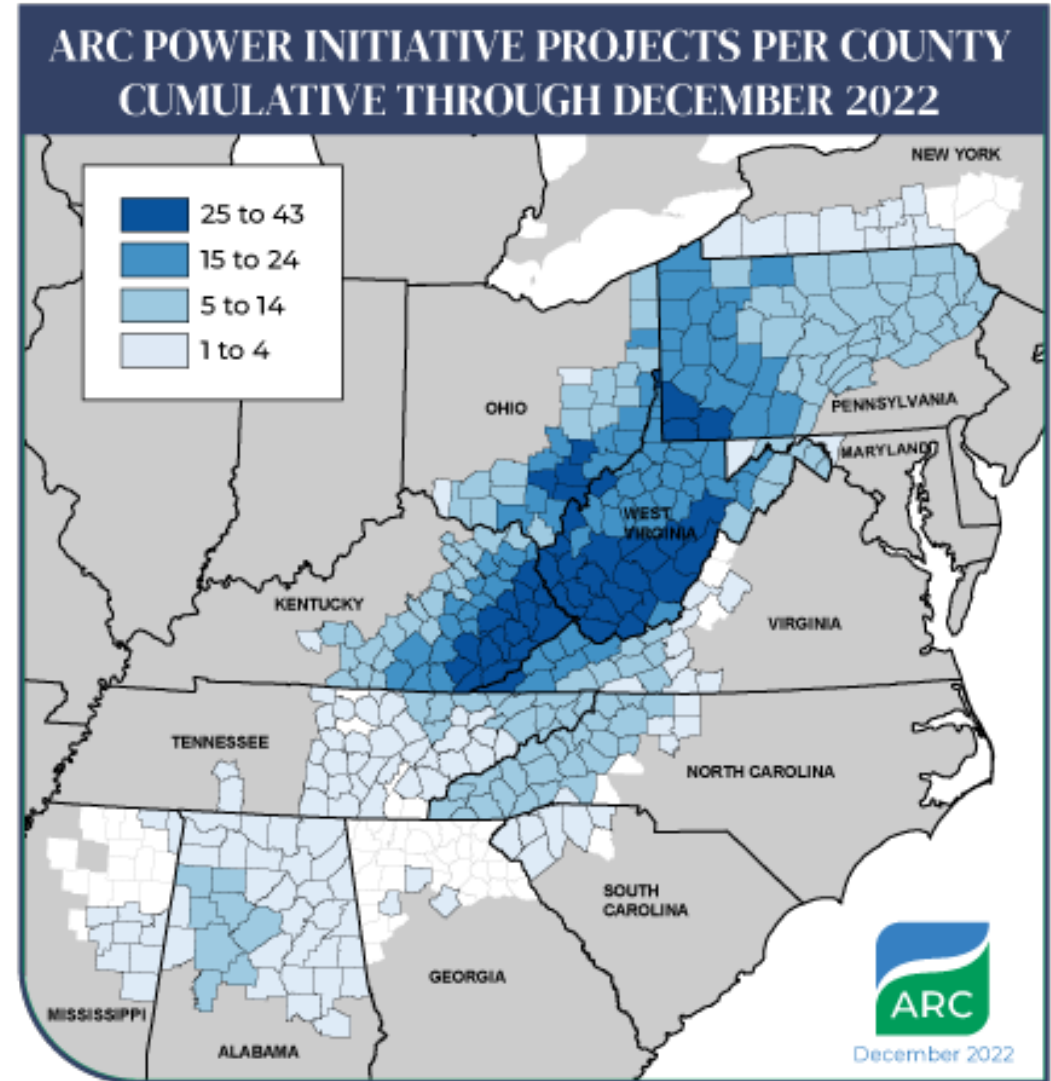 ARC POWER INITIATIVE PROJECTS PER COUNTY
CUMULATIVE THROUGH DECEMBER 2022
NEW YORK
25 to 43
15 to 24
5 to 14
1 to 4
OHIO
PENNSYLVANIA
MARYLAND
WEST
VIRGINIA
KENTUCKY
VIRGINIA
TENNESSEE
NORTH CAROLINA
SOUTH
CAROLINA
GEORGIA
MISSISSIPPI
ALABAMA
ARC
December 2022